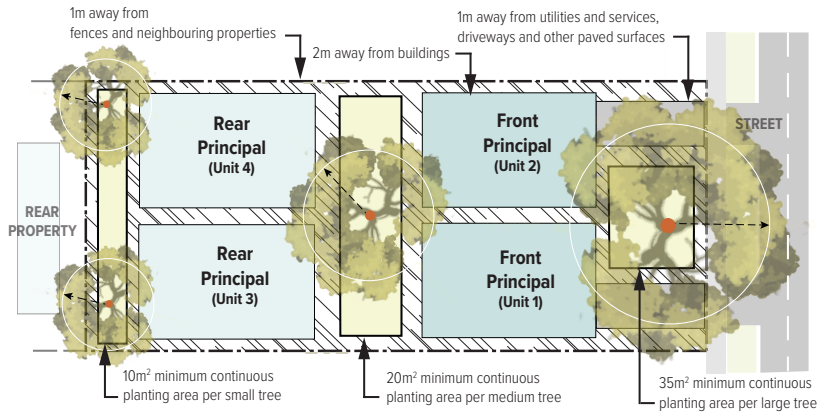 1m away from
fences and neighbouring properties
2m away from buildings
1m away from utilities and services,
driveways and other paved surfaces
STREET
Rear
Principal
(Unit 4)
Front
Principal
(Unit 2)
REAR
PROPERTY
Rear
Principal
(Unit 3)
Front
Principal
(Unit 1)
10m² minimum continuous
planting area per small tree
20m² minimum continuous
planting area per medium tree
35m² minimum continuous
planting area per large tree